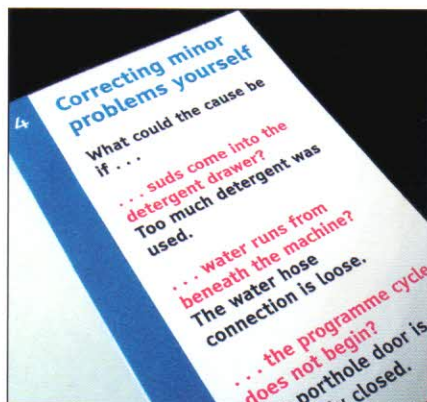 4
Correcting minor
problems yourself
What could the cause be
if . . .
. . . suds come into the
detergent drawer?
Too much detergent was
used.
. . . water runs from
beneath the machine?
The water hose
connection is loose.
. . . the programme cycle
does not begin?
porthole door is
closed.